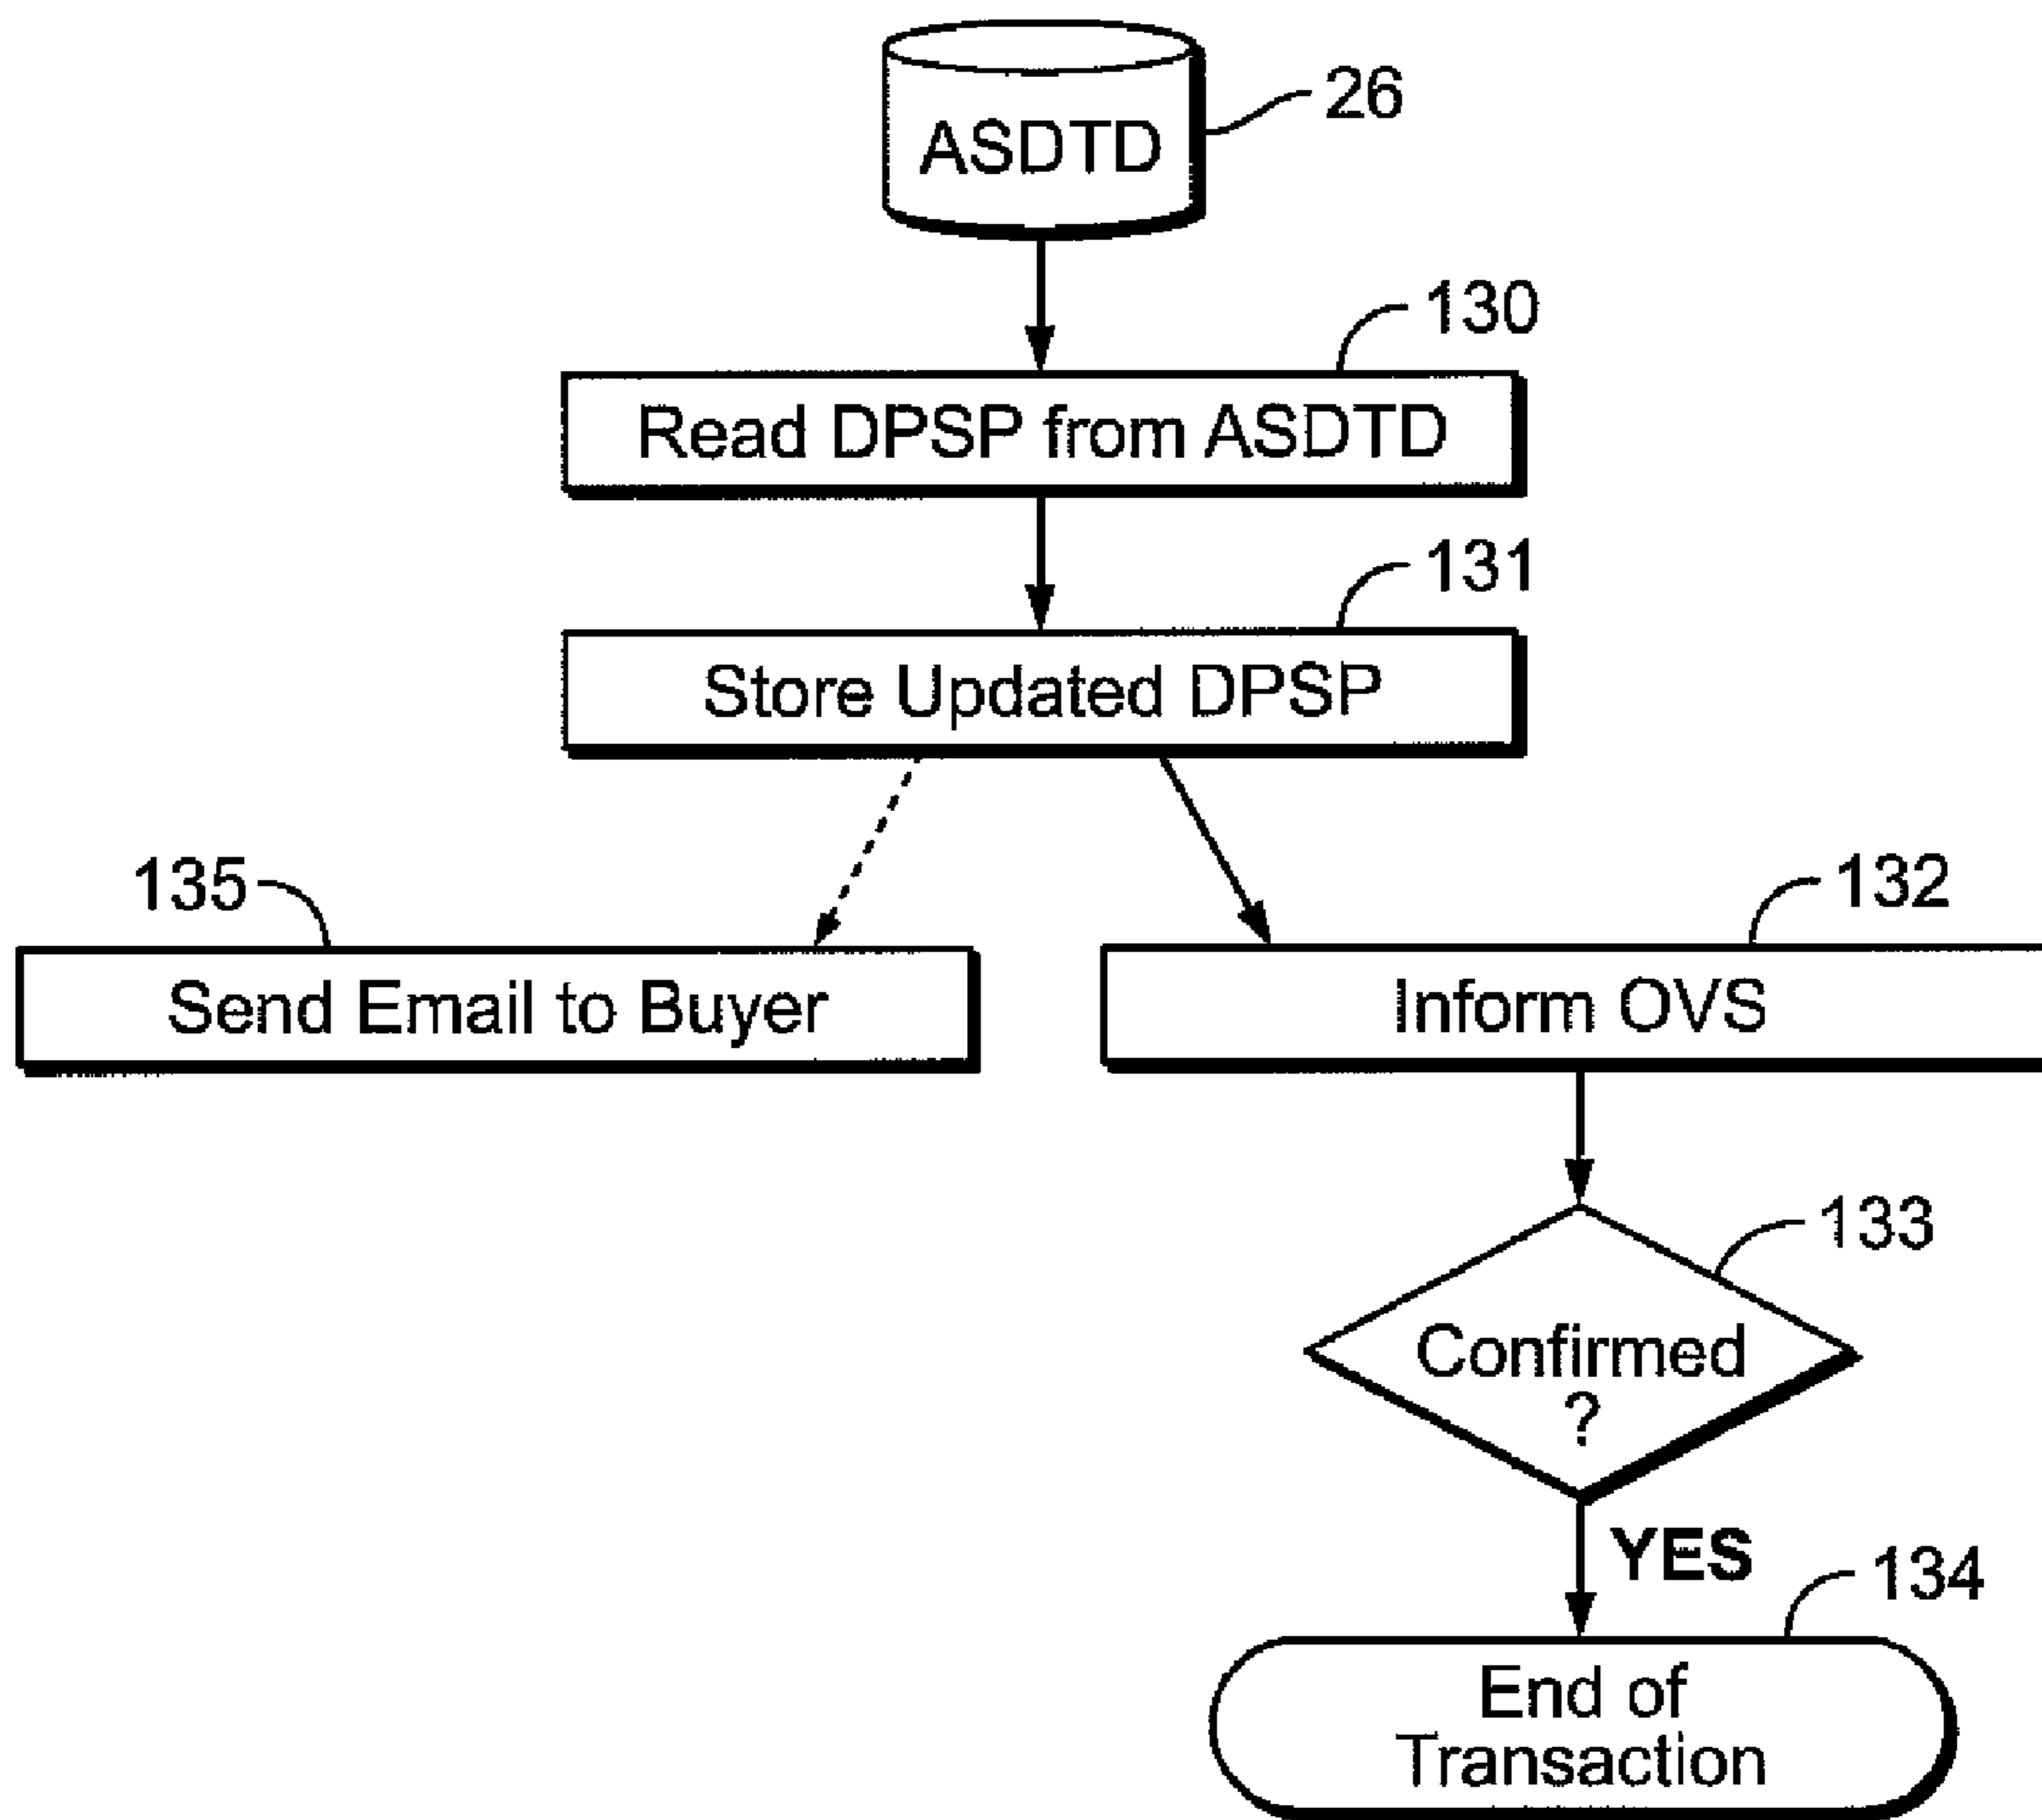 26
ASDTD
130
Read DPSP from ASDTD
131
Store Updated DPSP
135
132
Send Email to Buyer
Inform OVS
133
Confirmed
?
YES
134
End of
Transaction